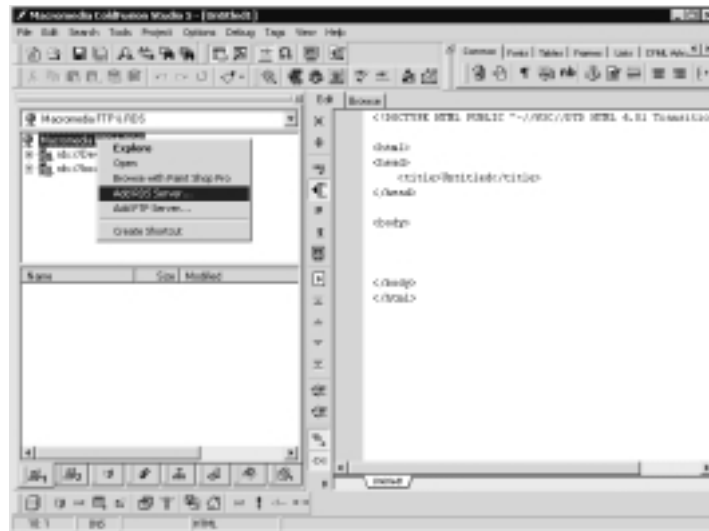 Macromedia ColdFusion Studio 5 - [Untitled1]
File Edit Search Tools Project Options Debug Tags View Help
Common Fonts Tables Frames Lists
Edit Browse
Macromedia FTP & RDS
Macromedia
Explore
Open
Browse with Paint Shop Pro
Add RDS Server...
Add FTP Server...
Create Shortcut
<!DOCTYPE HTML PUBLIC "-//W3C//DTD HTML 4.01 Transitio
<html>
<head>
<title>Untitled</title>
</head>
<body>
</body>
</html>
Name Size Modified
INS HTML